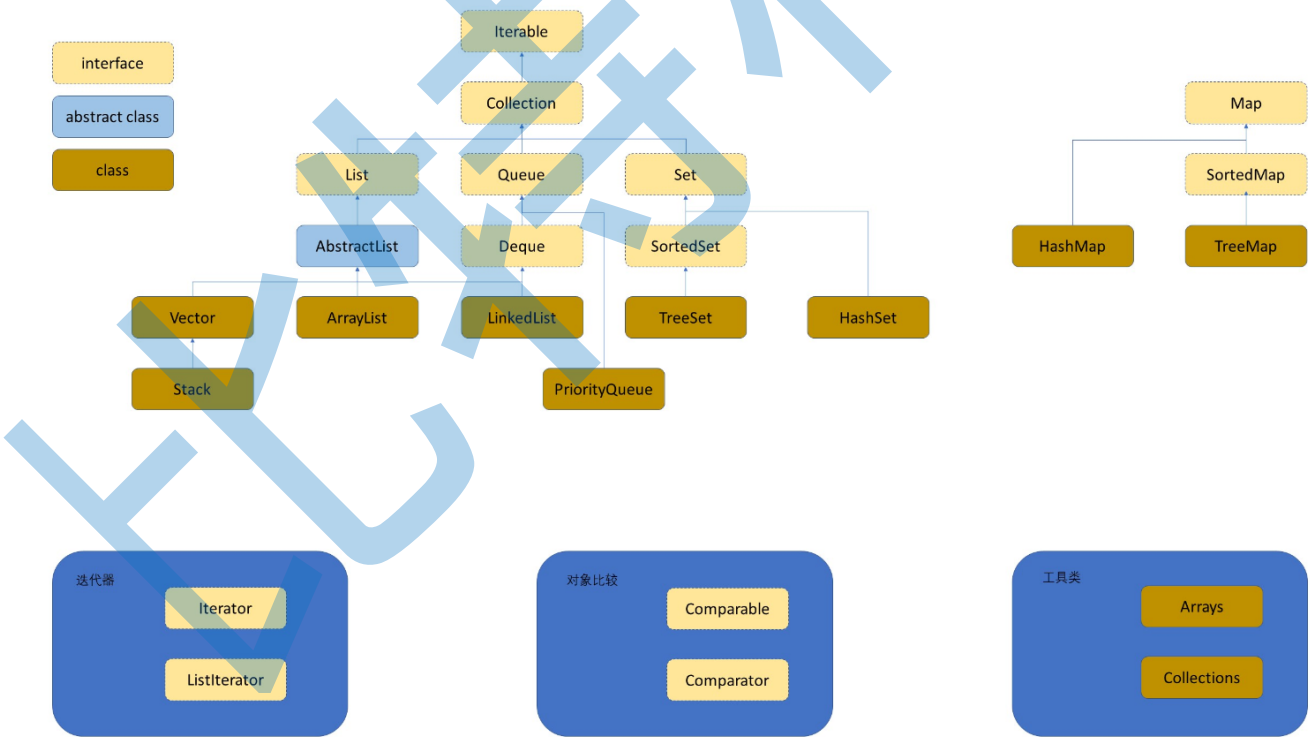 Iterable
interface
Collection
Map
abstract class
class
List
Queue
Set
SortedMap
AbstractList
Deque
SortedSet
HashMap
TreeMap
Vector
ArrayList
LinkedList
TreeSet
HashSet
Stack
PriorityQueue
迭代器
Iterator
ListIterator
对象比较
Comparable
Comparator
工具类
Arrays
Collections